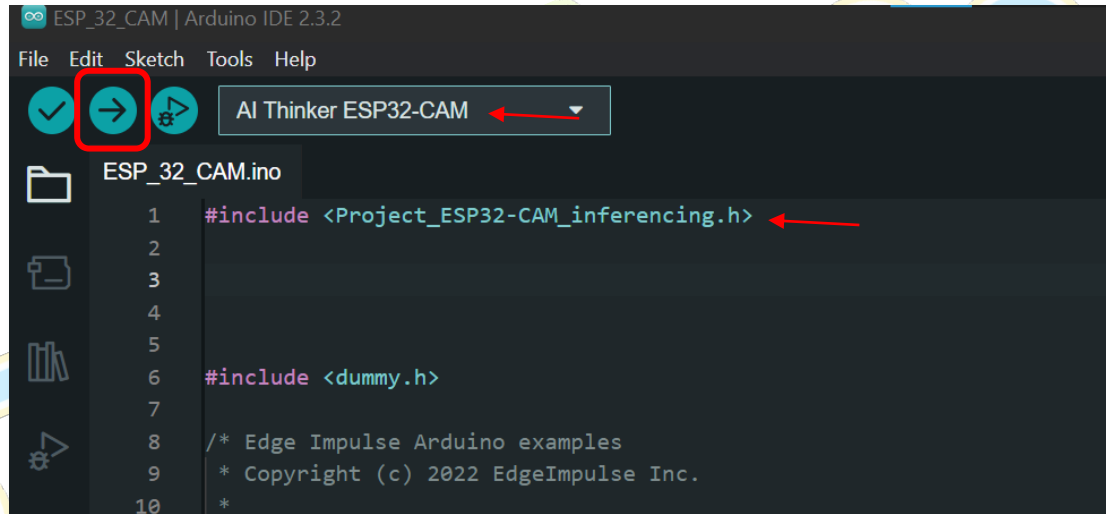 ESP_32_CAM | Arduino IDE 2.3.2
File Edit Sketch Tools Help
AI Thinker ESP32-CAM
ESP_32_CAM.ino
1 #include <Project_ESP32-CAM_inferencing.h>
2
3
4
5
6 #include <dummy.h>
7
8 /* Edge Impulse Arduino examples
9 * Copyright (c) 2022 EdgeImpulse Inc.
10 *